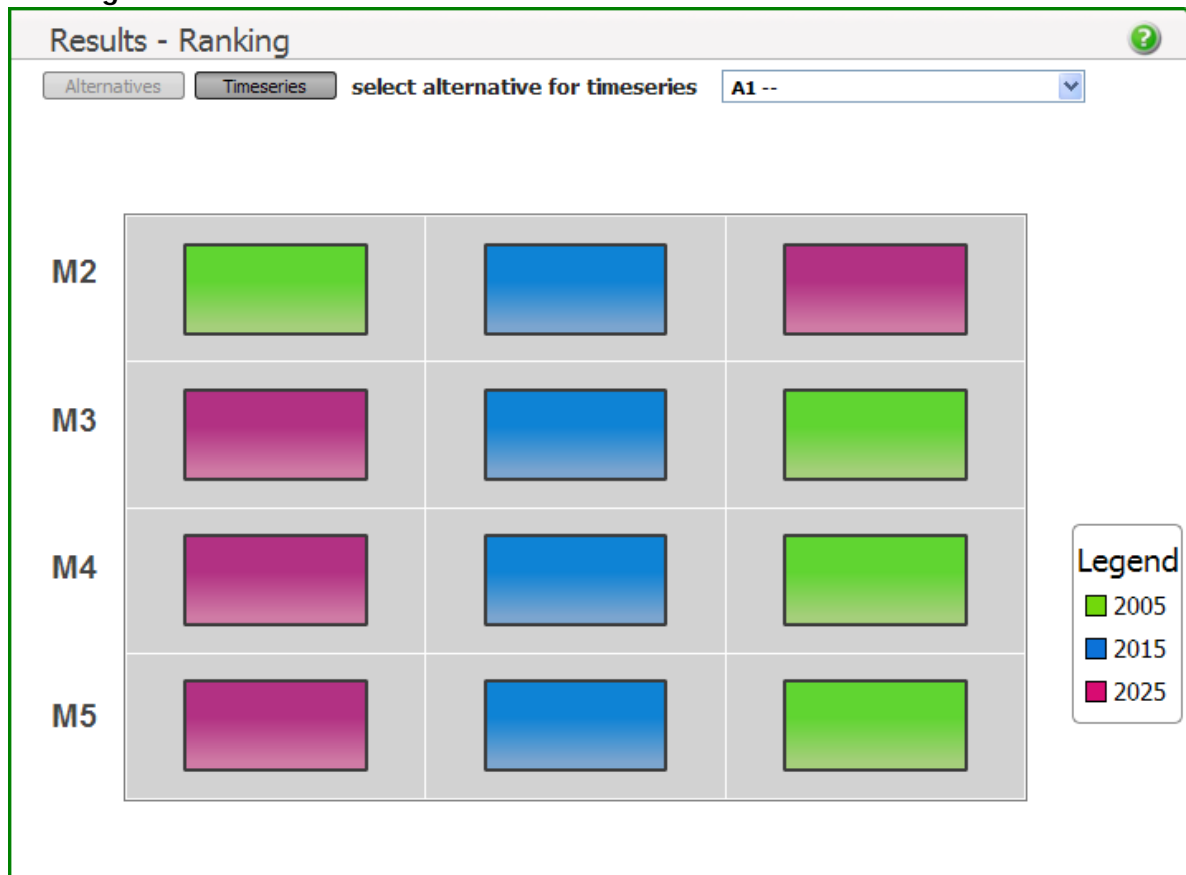 Results - Ranking
?
Alternatives Timeseries select alternative for timeseries A1 --
M2
M3
M4
M5
Legend
2005
2015
2025